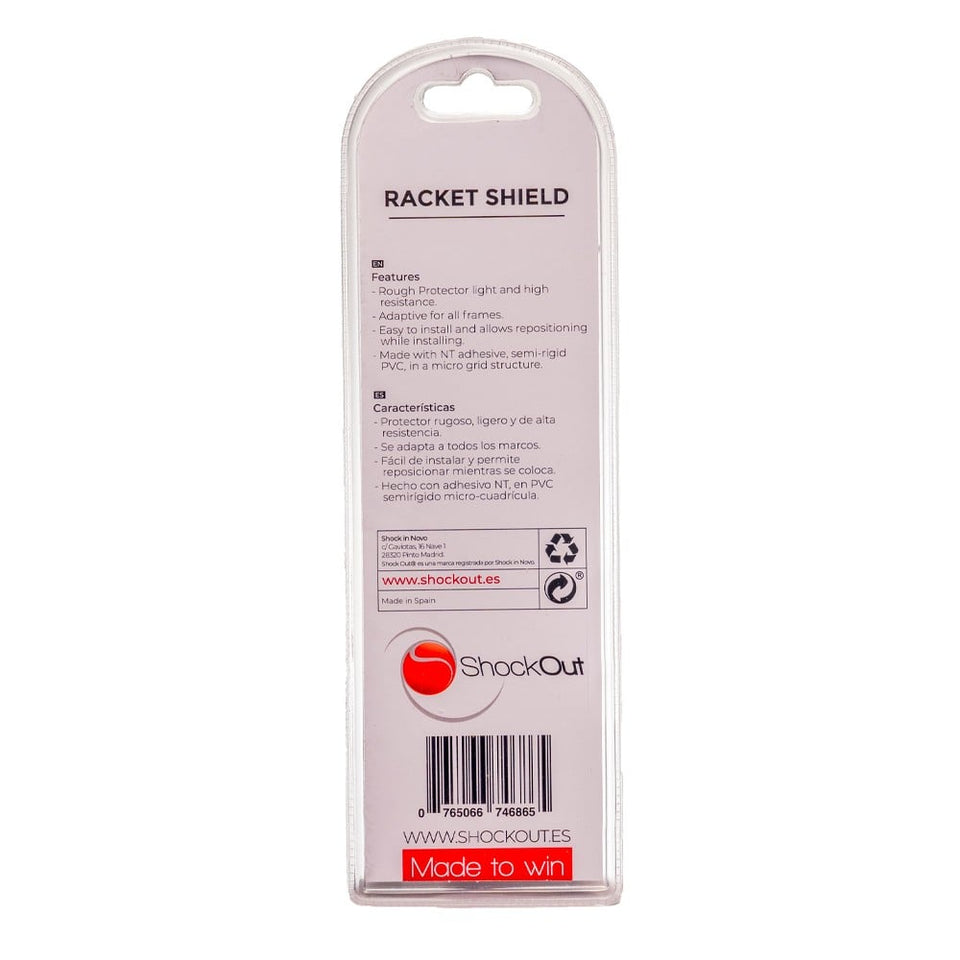 RACKET SHIELD
EN
Features
- Rough Protector light and high
resistance.
- Adaptive for all frames.
- Easy to install and allows repositioning
while installing.
- Made with NT adhesive, semi-rigid
PVC, in a micro grid structure.
ES
Características
- Protector rugoso, ligero y de alta
resistencia.
- Se adapta a todos los marcos.
- Fácil de instalar y permite
reposicionar mientras se coloca.
- Hecho con adhesivo NT, en PVC
semirigido micro-cuadrícula.
Shock in Novo
c/ Gaviotas, 16 Nave 1
28320 Pinto Madrid.
Shock Out® es una marca registrada por Shock in Novo.
www.shockout.es
Made in Spain
®
ShockOut
0 765066 746865
WWW.SHOCKOUT.ES
Made to win